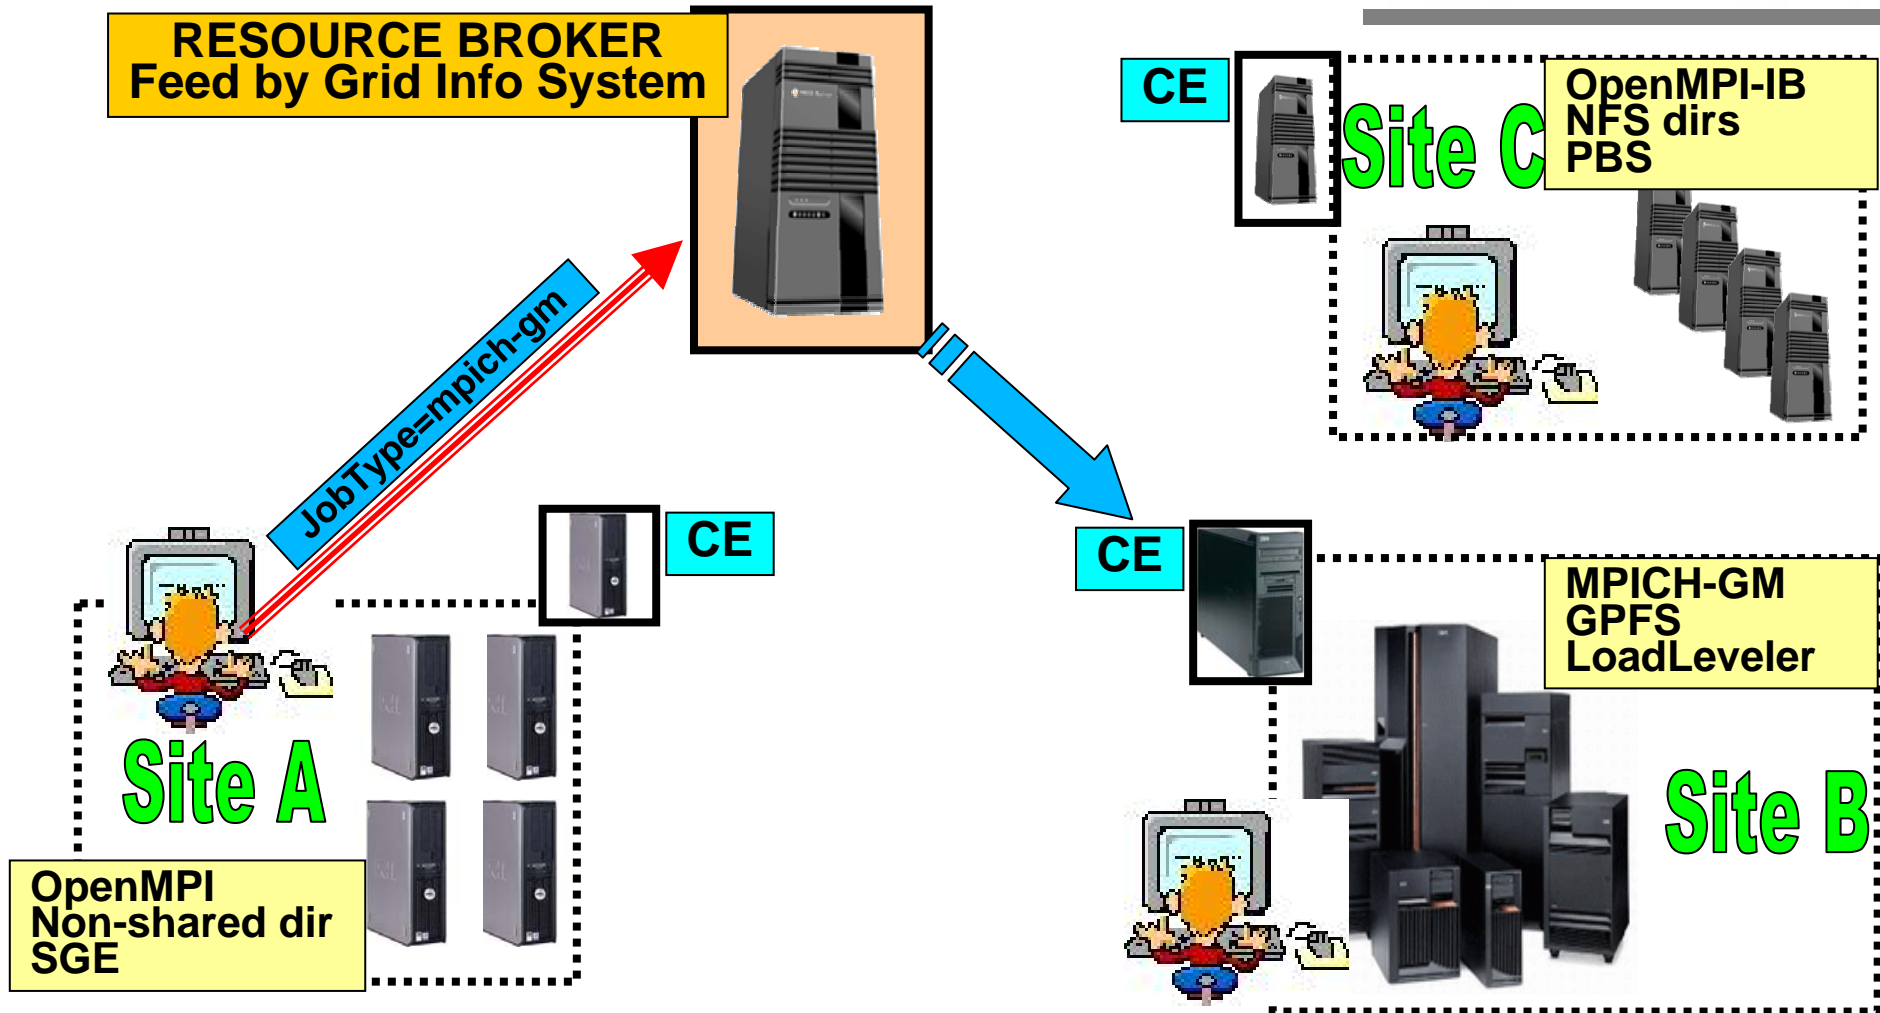 RESOURCE BROKER
Feed by Grid Info System
CE
OpenMPI-IB
NFS dirs
PBS
Site C
JobType=mpich-gm
CE
CE
MPICH-GM
GPFS
LoadLeveler
Site A
Site B
OpenMPI
Non-shared dir
SGE